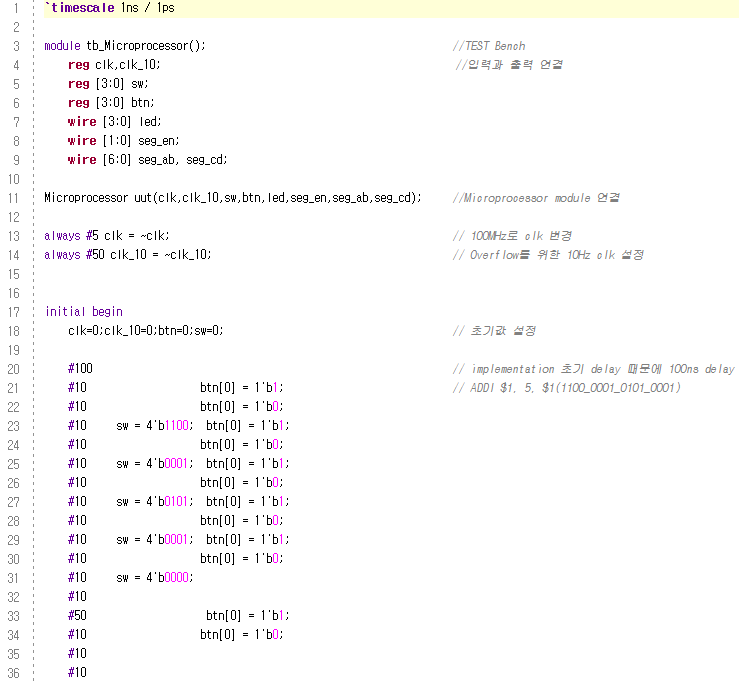 1 `timescale 1ns / 1ps
2
3 module tb_Microprocessor(); //TEST Bench
4 reg clk,clk_10; //입력과 출력 연결
5 reg [3:0] sw;
6 reg [3:0] btn;
7 wire [3:0] led;
8 wire [1:0] seg_en;
9 wire [6:0] seg_ab, seg_cd;
10
11 Microprocessor uut(clk,clk_10,sw,btn,led,seg_en,seg_ab,seg_cd); //Microprocessor module 연결
12
13 always #5 clk = ~clk; // 100MHz로 clk 변경
14 always #50 clk_10 = ~clk_10; // Overflow를 위한 10Hz clk 설정
15
16
17 initial begin
18 clk=0;clk_10=0;btn=0;sw=0; // 초기값 설정
19
20 #100 // implementation 초기 delay 때문에 100ns delay
21 #10 btn[0] = 1'b1; // ADDI $1, 5, $1(1100_0001_0101_0001)
22 #10 btn[0] = 1'b0;
23 #10 sw = 4'b1100; btn[0] = 1'b1;
24 #10 btn[0] = 1'b0;
25 #10 sw = 4'b0001; btn[0] = 1'b1;
26 #10 btn[0] = 1'b0;
27 #10 sw = 4'b0101; btn[0] = 1'b1;
28 #10 btn[0] = 1'b0;
29 #10 sw = 4'b0001; btn[0] = 1'b1;
30 #10 btn[0] = 1'b0;
31 #10 sw = 4'b0000;
32 #10
33 #50 btn[0] = 1'b1;
34 #10 btn[0] = 1'b0;
35 #10
36 #10